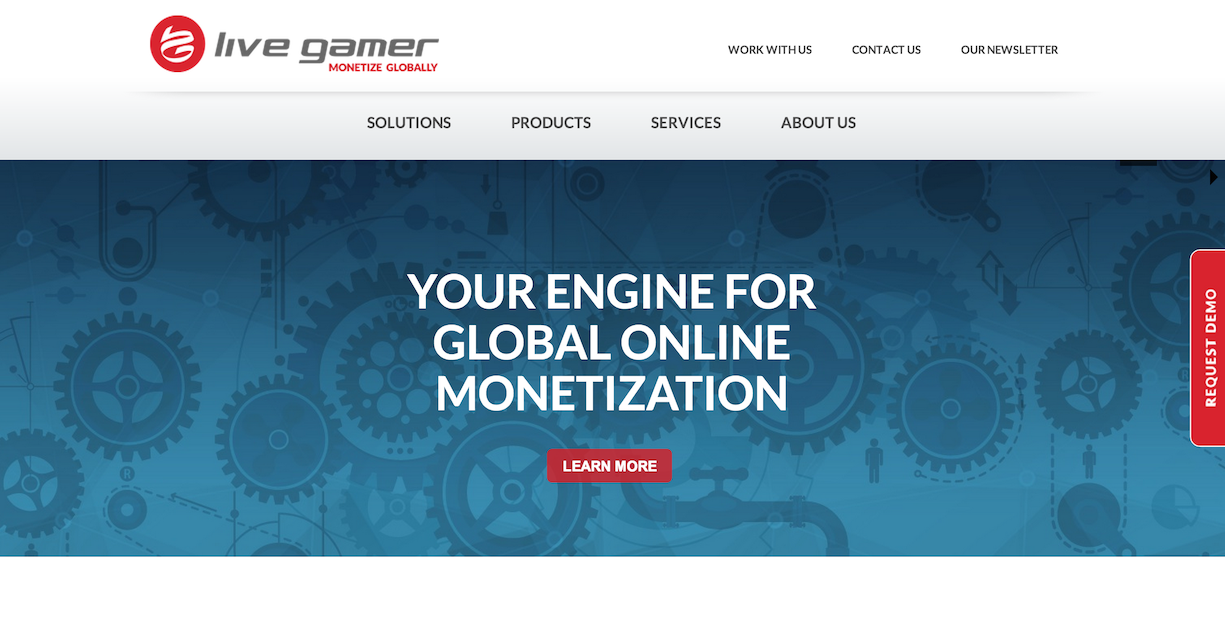 live gamer
MONETIZE GLOBALLY
WORK WITH US
CONTACT US
OUR NEWSLETTER
SOLUTIONS
PRODUCTS
SERVICES
ABOUT US
YOUR ENGINE FOR
GLOBAL ONLINE
MONETIZATION
LEARN MORE
REQUEST DEMO
R
R